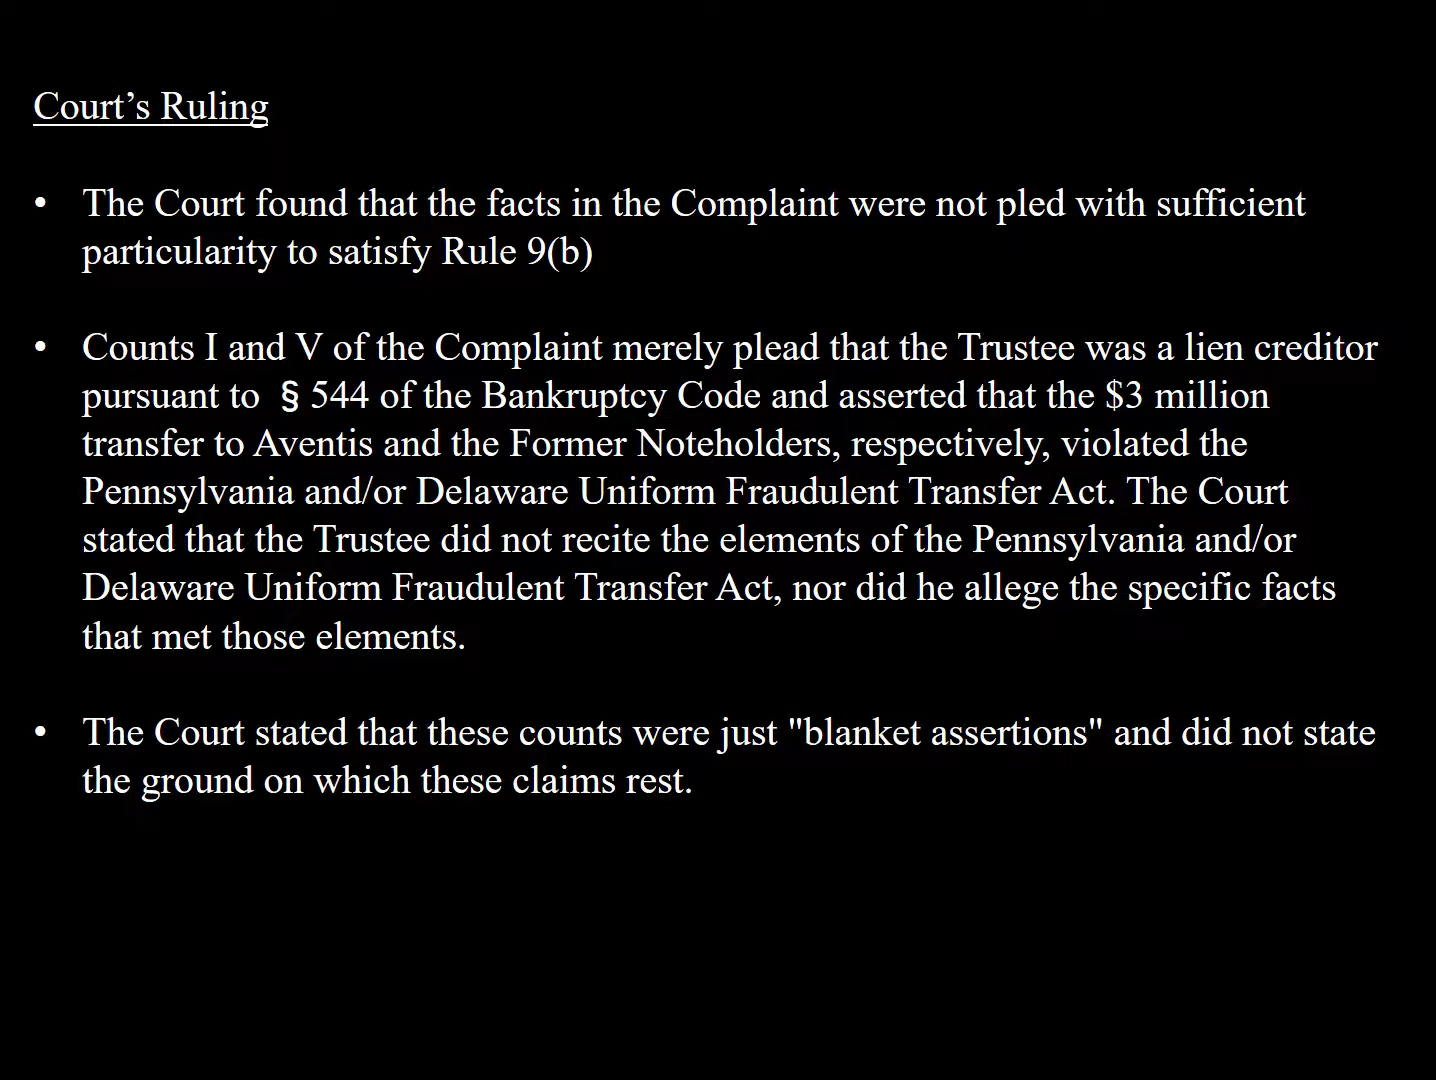 Court’s Ruling
• The Court found that the facts in the Complaint were not pled with sufficient
particularity to satisfy Rule 9(b)
• Counts I and V of the Complaint merely plead that the Trustee was a lien creditor
pursuant to § 544 of the Bankruptcy Code and asserted that the $3 million
transfer to Aventis and the Former Noteholders, respectively, violated the
Pennsylvania and/or Delaware Uniform Fraudulent Transfer Act. The Court
stated that the Trustee did not recite the elements of the Pennsylvania and/or
Delaware Uniform Fraudulent Transfer Act, nor did he allege the specific facts
that met those elements.
• The Court stated that these counts were just "blanket assertions" and did not state
the ground on which these claims rest.